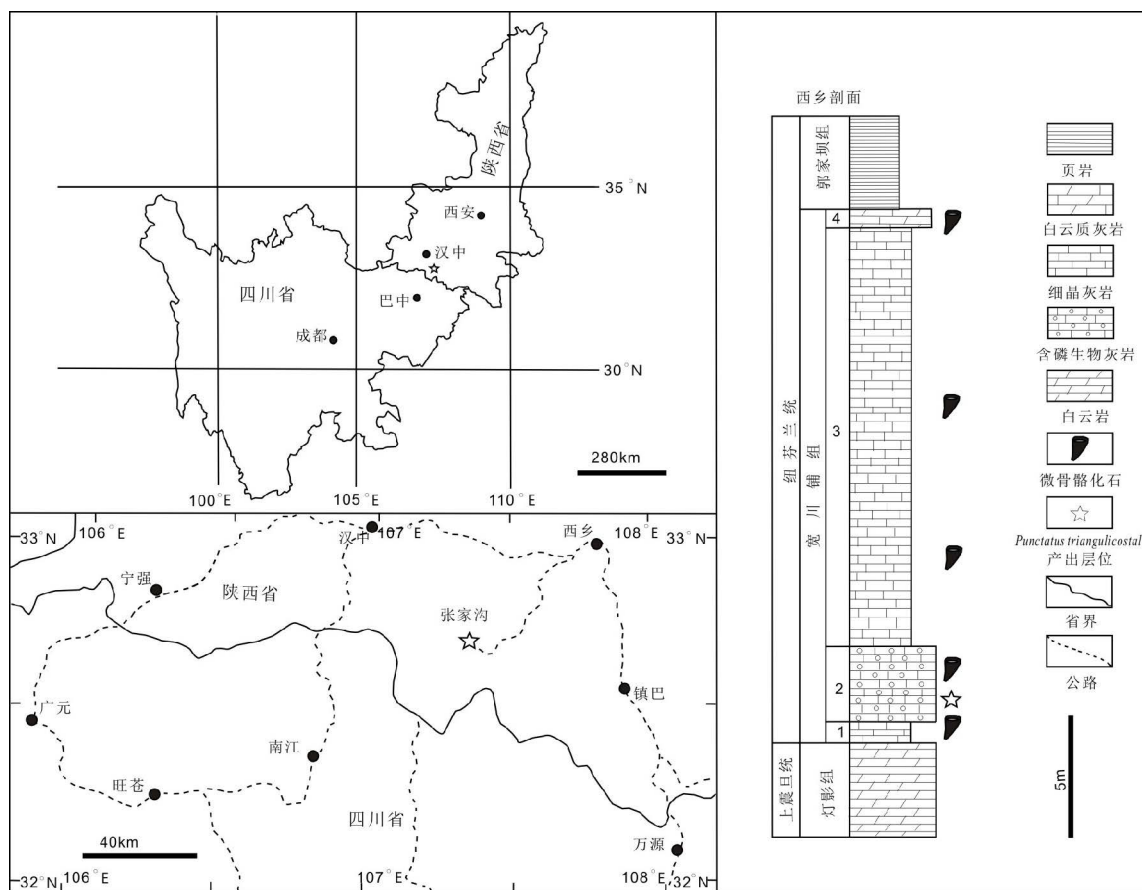 陕西省
35°N
西安
汉中
四川省
巴中
成都
30°N
280km
100°E
105°E
110°E
106°E
107°E
108°E
33°N
33°N
汉中
西乡
宁强
陕西省
张家沟
镇巴
广元
南江
旺苍
四川省
40km
万源
32°N
106°E
107°E
108°E
32°N
西乡剖面
郭家坝组
4
纽芬兰统
宽川铺组
3
2
1
上震旦统
灯影组
页岩
白云质灰岩
细晶灰岩
含磷生物灰岩
白云岩
微骨骼化石
Punctatus triangulicostal
产出层位
省界
公路
5m